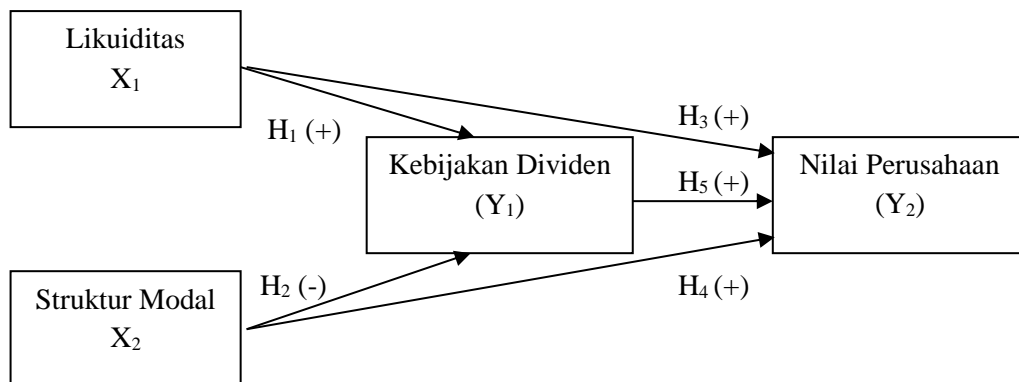 Likuiditas
X₁
H₁ (+)
H₃ (+)
Kebijakan Dividen
(Y₁)
H₅ (+)
Nilai Perusahaan
(Y₂)
H₂ (-)
H₄ (+)
Struktur Modal
X₂